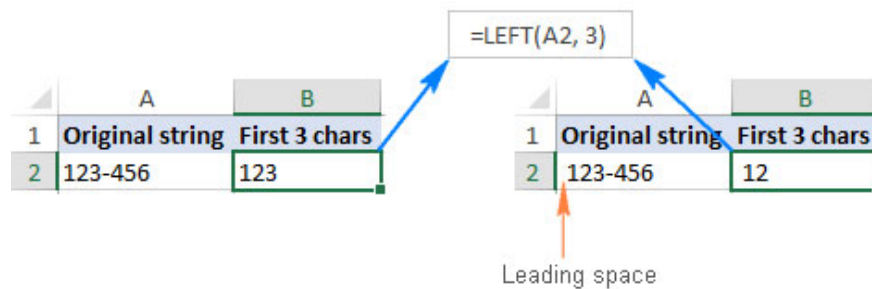 =LEFT(A2, 3)
A B
1 Original string First 3 chars
2 123-456 123
A B
1 Original string First 3 chars
2  123-456  12
Leading space